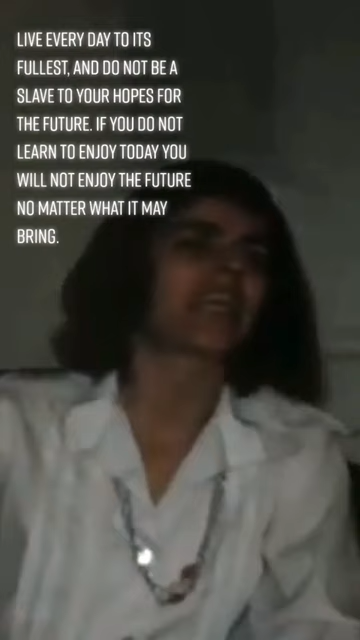 LIVE EVERY DAY TO ITS
FULLEST, AND DO NOT BE A
SLAVE TO YOUR HOPES FOR
THE FUTURE. IF YOU DO NOT
LEARN TO ENJOY TODAY YOU
WILL NOT ENJOY THE FUTURE
NO MATTER WHAT IT MAY
BRING.